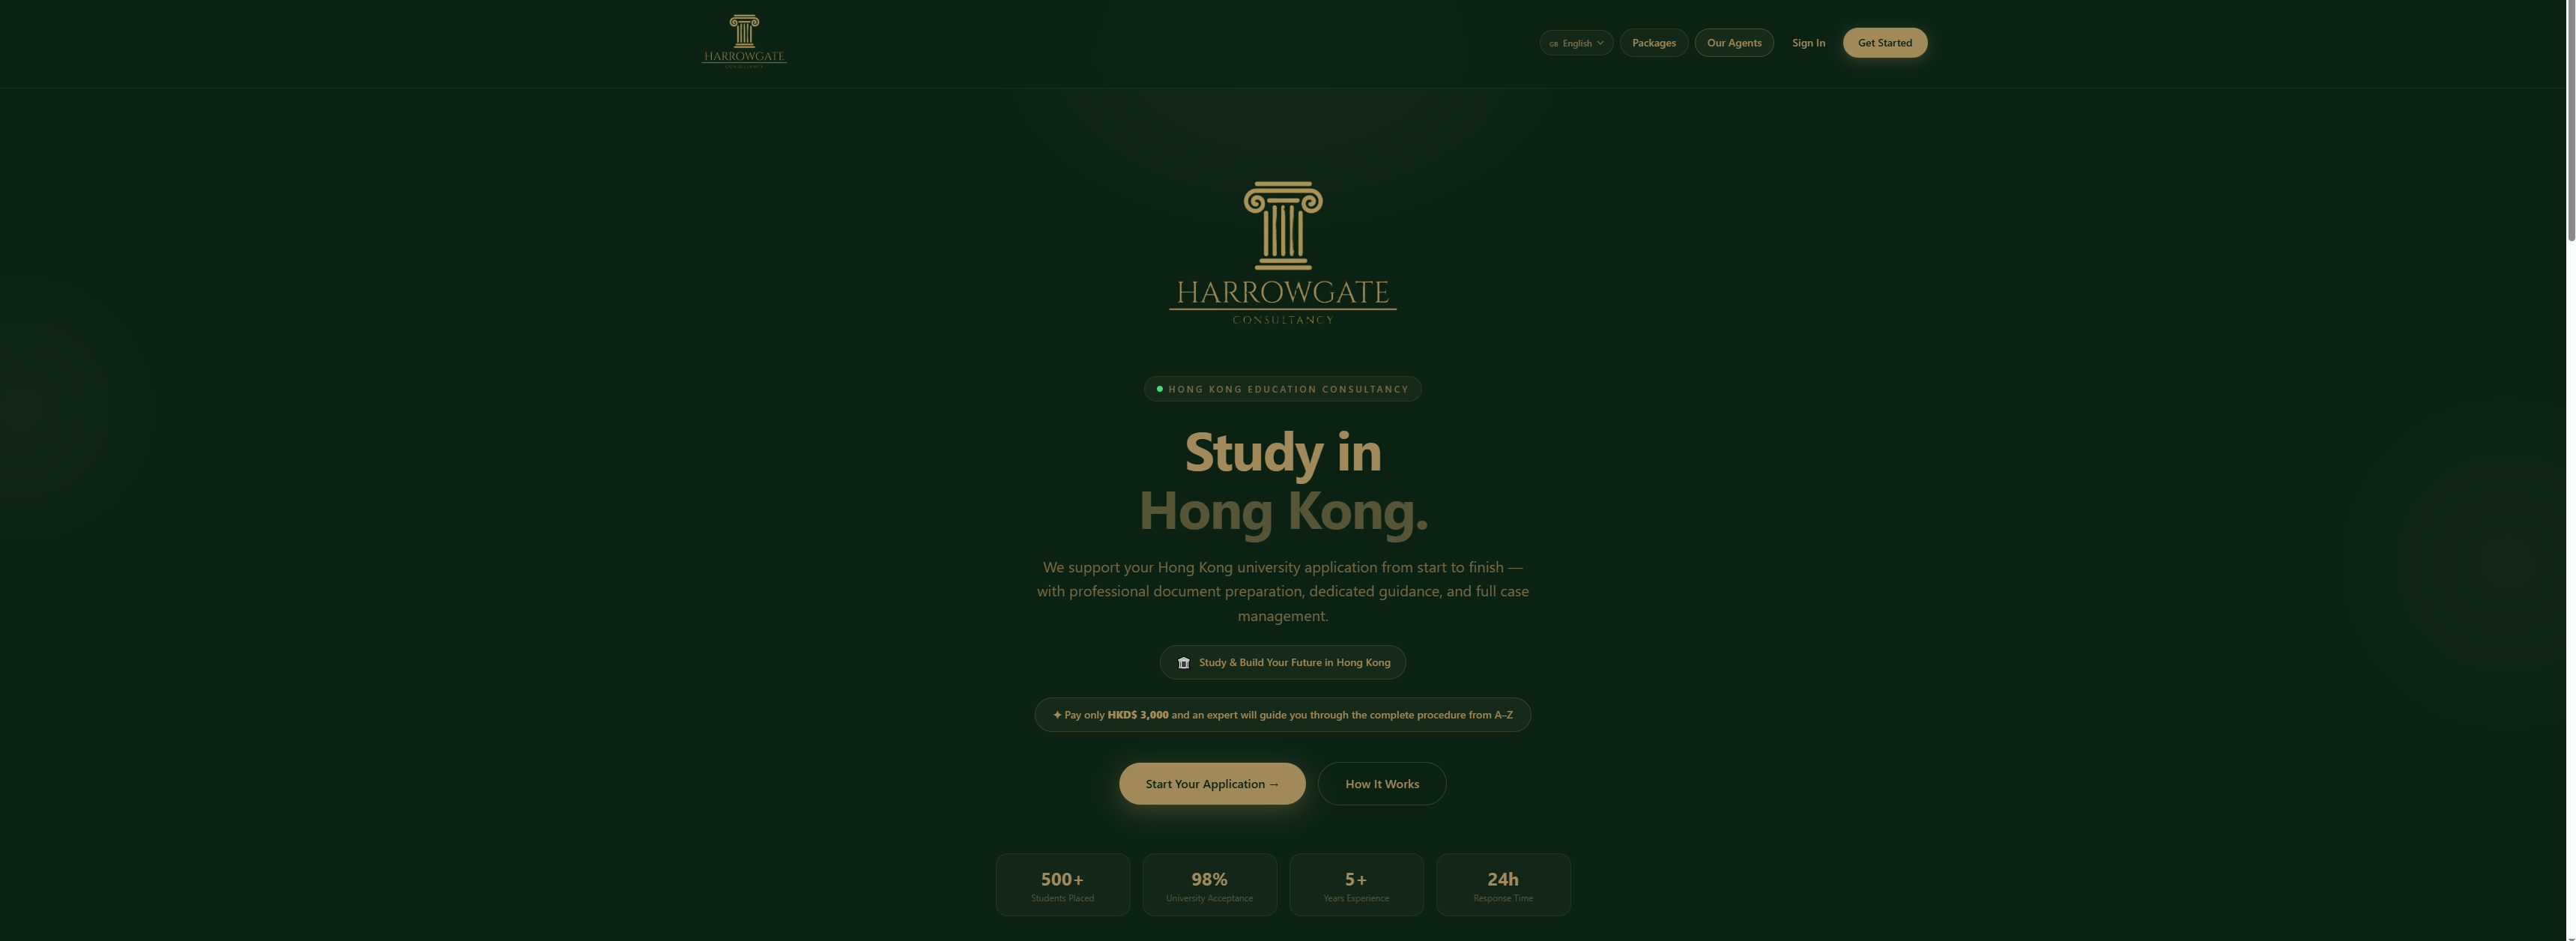 HARROWGATE
CONSULTANCY
GB English
Packages
Our Agents
Sign In
Get Started
HARROWGATE
CONSULTANCY
HONG KONG EDUCATION CONSULTANCY
Study in
Hong Kong.
We support your Hong Kong university application from start to finish —
with professional document preparation, dedicated guidance, and full case
management.
🏛 Study & Build Your Future in Hong Kong
✦ Pay only HKD$ 3,000 and an expert will guide you through the complete procedure from A–Z
Start Your Application →
How It Works
500+
Students Placed
98%
University Acceptance
5+
Years Experience
24h
Response Time